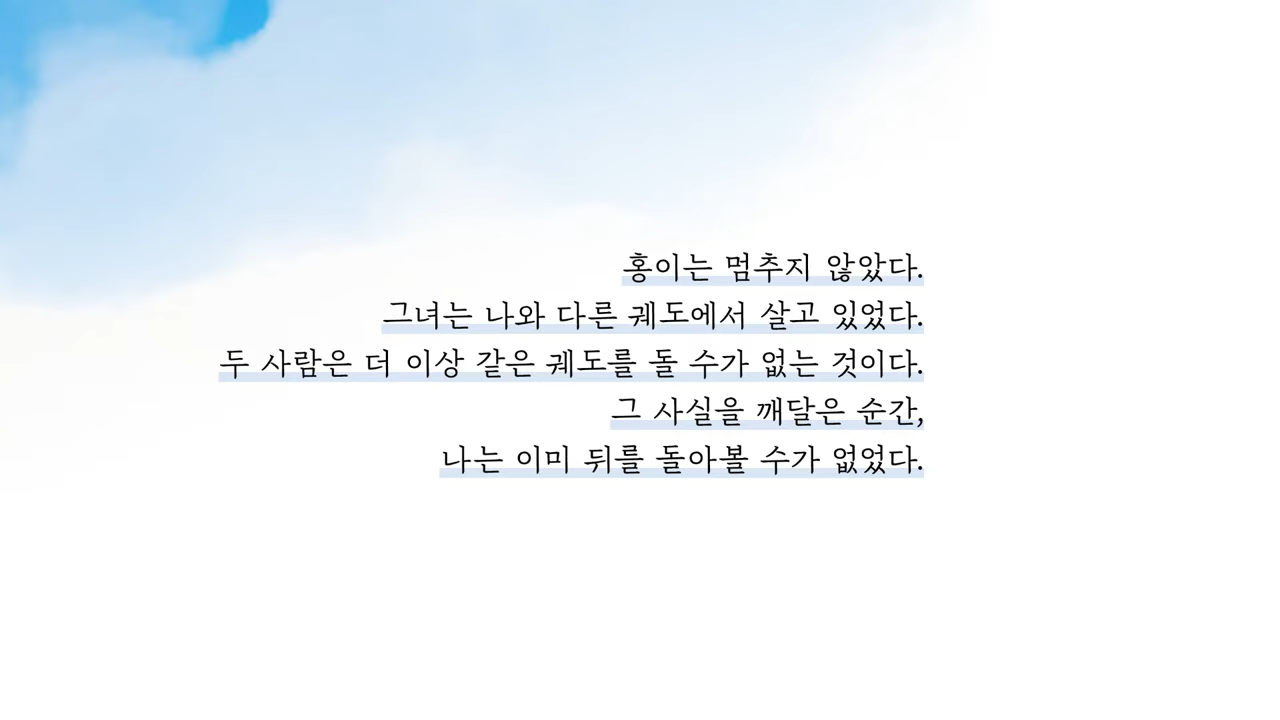 홍이는 멈추지 않았다.
그녀는 나와 다른 궤도에서 살고 있었다.
두 사람은 더 이상 같은 궤도를 돌 수가 없는 것이다.
그 사실을 깨달은 순간,
나는 이미 뒤를 돌아볼 수가 없었다.